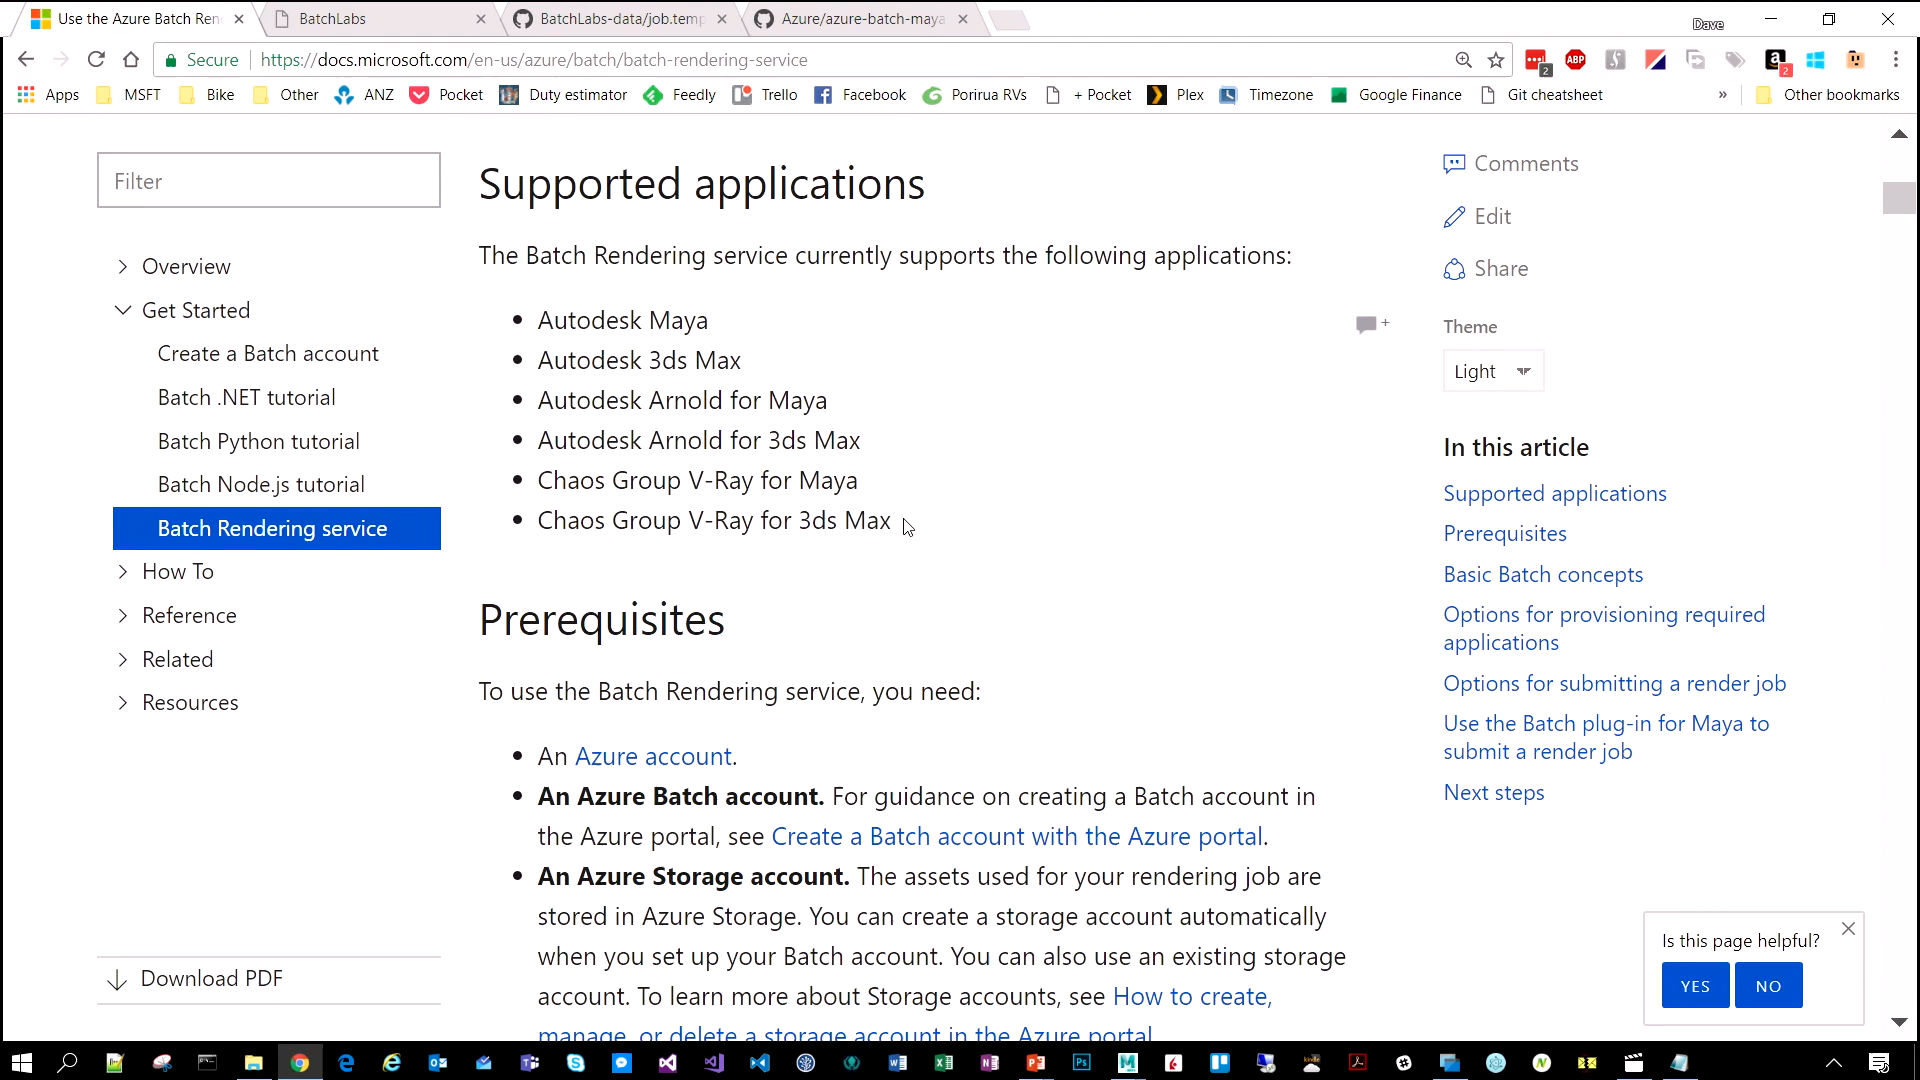 Use the Azure Batch Ren
BatchLabs
BatchLabs-data/job.temp
Azure/azure-batch-maya
Dave
Secure
https://docs.microsoft.com/en-us/azure/batch/batch-rendering-service
2
ABP
2
Apps
MSFT
Bike
Other
ANZ
Pocket
Duty estimator
Feedly
Trello
Facebook
Porirua RVs
+ Pocket
Plex
Timezone
Google Finance
Git cheatsheet
»
Other bookmarks
Filter
Overview
Get Started
Create a Batch account
Batch .NET tutorial
Batch Python tutorial
Batch Node.js tutorial
Batch Rendering service
How To
Reference
Related
Resources
Download PDF
Supported applications
The Batch Rendering service currently supports the following applications:
• Autodesk Maya
• Autodesk 3ds Max
• Autodesk Arnold for Maya
• Autodesk Arnold for 3ds Max
• Chaos Group V-Ray for Maya
• Chaos Group V-Ray for 3ds Max
Prerequisites
To use the Batch Rendering service, you need:
• An Azure account.
• An Azure Batch account. For guidance on creating a Batch account in
the Azure portal, see Create a Batch account with the Azure portal.
• An Azure Storage account. The assets used for your rendering job are
stored in Azure Storage. You can create a storage account automatically
when you set up your Batch account. You can also use an existing storage
account. To learn more about Storage accounts, see How to create,
manage, or delete a storage account in the Azure portal.
Comments
Edit
Share
Theme
Light
In this article
Supported applications
Prerequisites
Basic Batch concepts
Options for provisioning required
applications
Options for submitting a render job
Use the Batch plug-in for Maya to
submit a render job
Next steps
Is this page helpful?
YES
NO